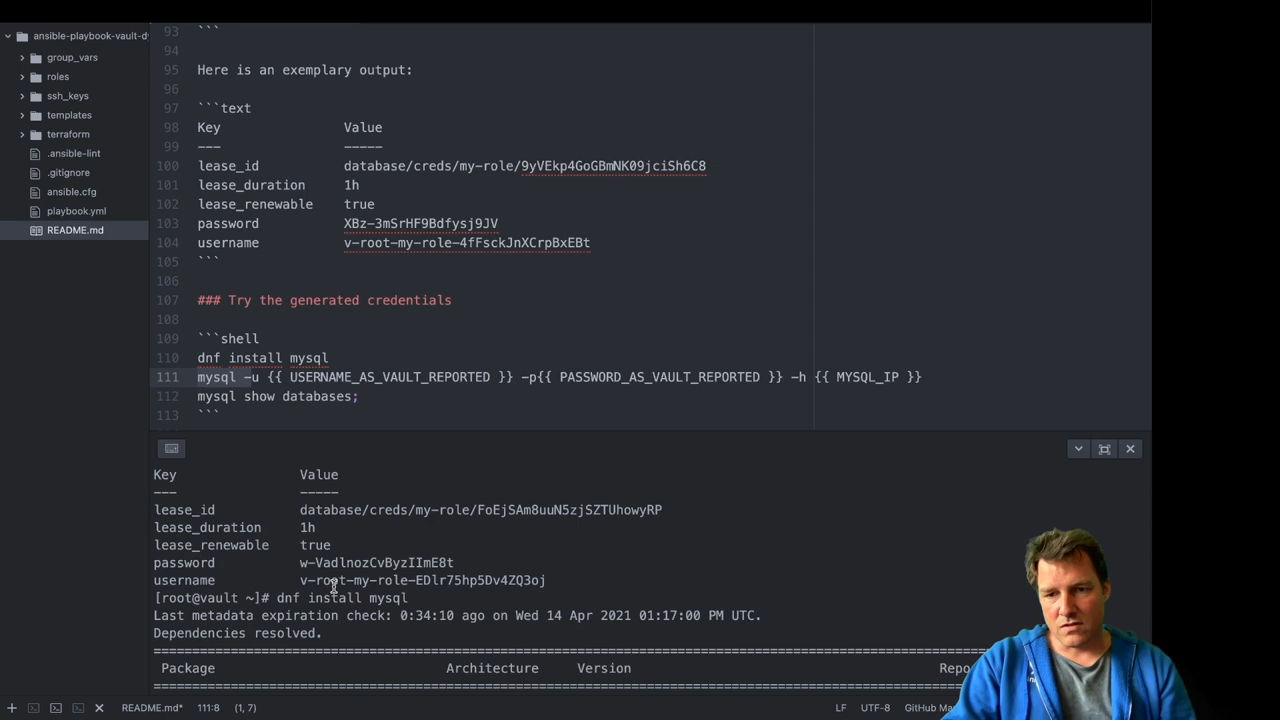 ansible-playbook-vault-d
group_vars
roles
ssh_keys
templates
terraform
.ansible-lint
.gitignore
ansible.cfg
playbook.yml
README.md
93 ```
94
95 Here is an exemplary output:
96
97 ```text
98 Key Value
99 --- -----
100 lease_id database/creds/my-role/9yVEkp4GoGBmNK09jciSh6C8
101 lease_duration 1h
102 lease_renewable true
103 password XBz-3mSrHF9Bdfysj9JV
104 username v-root-my-role-4fFsckJnXCrpBxEBt
105 ```
106
107 ### Try the generated credentials
108
109 ```shell
110 dnf install mysql
111 mysql -u {{ USERNAME_AS_VAULT_REPORTED }} -p{{ PASSWORD_AS_VAULT_REPORTED }} -h {{ MYSQL_IP }}
112 mysql show databases;
113 ```
Key Value
--- -----
lease_id database/creds/my-role/FoEjSAm8uuN5zjSZTUhowyRP
lease_duration 1h
lease_renewable true
password w-VadlnozCvByzIImE8t
username v-root-my-role-EDlr75hp5Dv4ZQ3oj
[root@vault ~]# dnf install mysql
Last metadata expiration check: 0:34:10 ago on Wed 14 Apr 2021 01:17:00 PM UTC.
Dependencies resolved.
Package Architecture Version Repo
README.md* 111:8 (1, 7) LF UTF-8 GitHub Ma